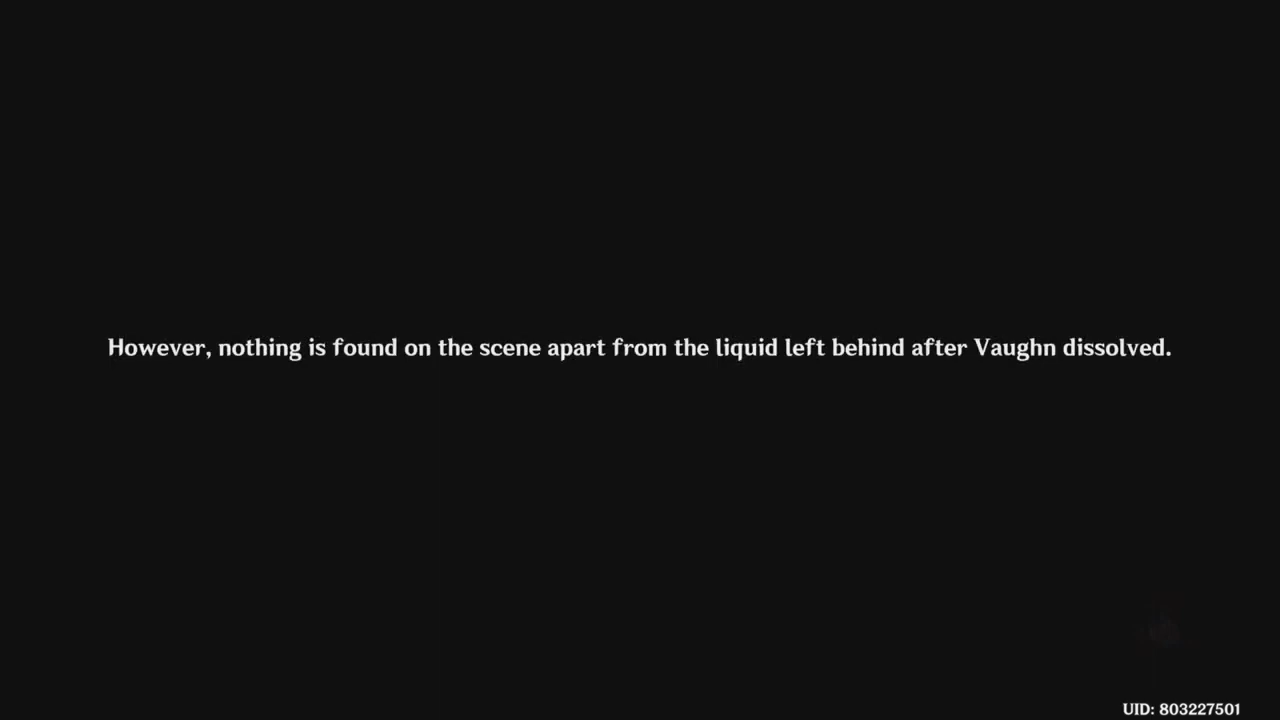 However, nothing is found on the scene apart from the liquid left behind after Vaughn dissolved.
UID: 803227501